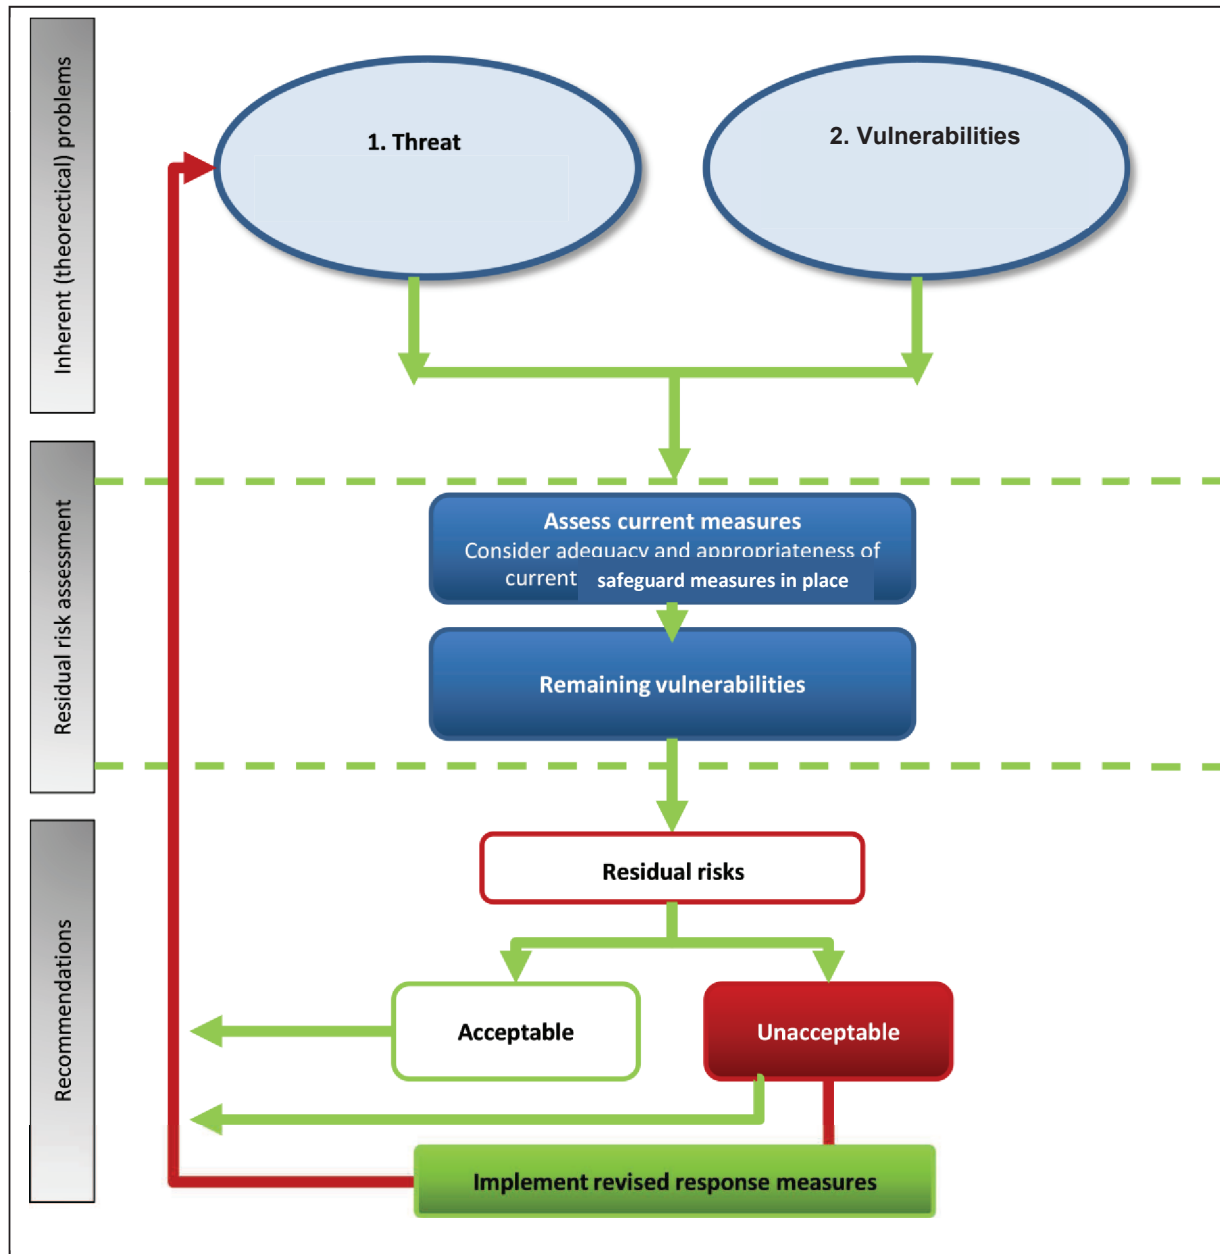 Inherent (theorectical) problems
1. Threat
2. Vulnerabilities
Residual risk assessment
Assess current measures
Consider adequacy and appropriateness of
current safeguard measures in place
Remaining vulnerabilities
Recommendations
Residual risks
Acceptable
Unacceptable
Implement revised response measures